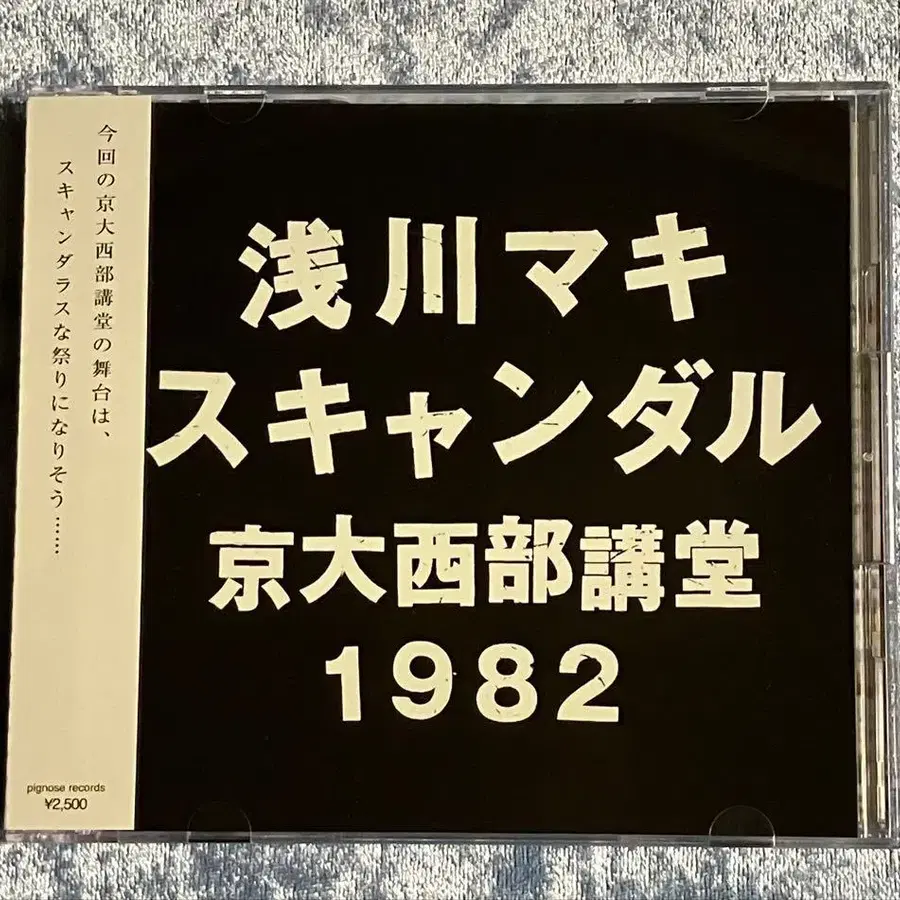 今回の京大西部講堂の舞台は、
スキャンダラスな祭りになりそう……
浅川マキ
スキャンダル
京大西部講堂
1982
pignose records
¥2,500